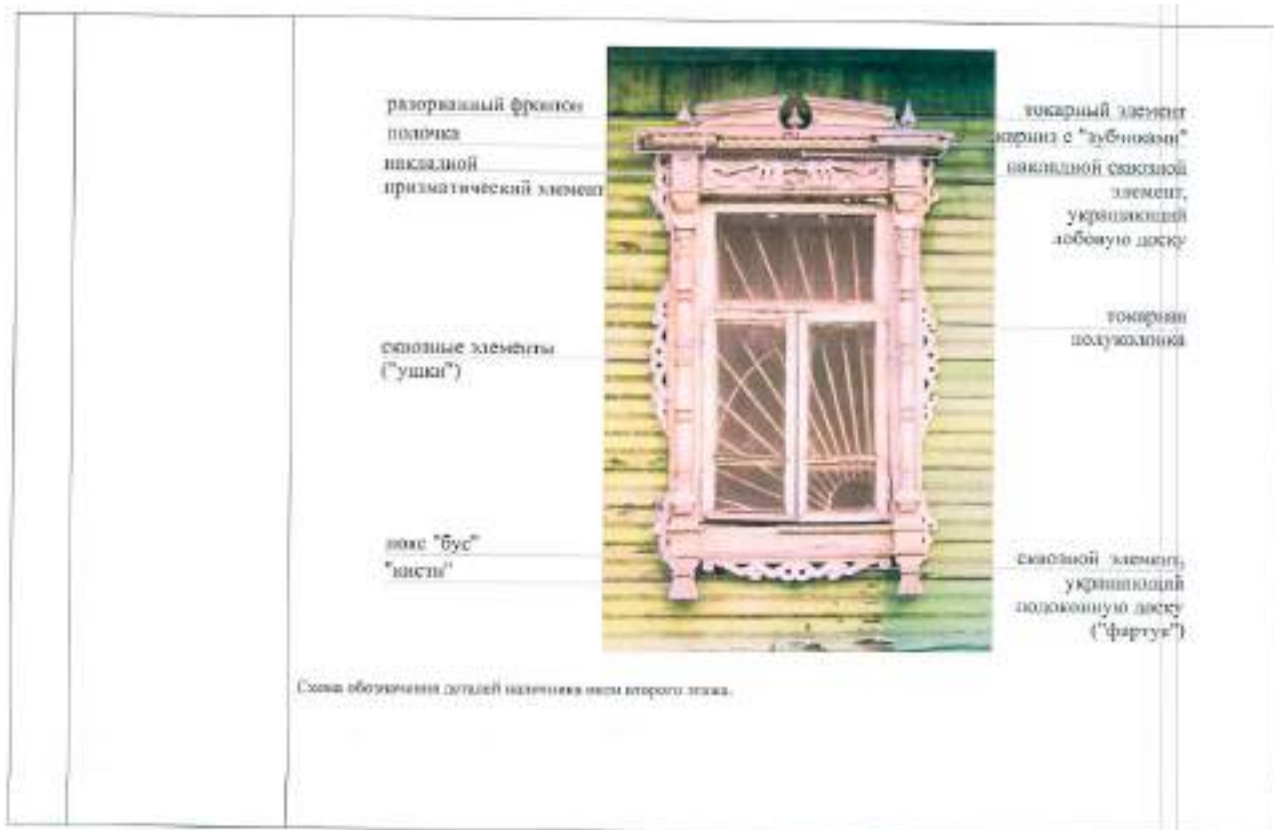 разорванный фронтон
полочка
накладной
призматический элемент
сквозные элементы
("ушки")
пояс "бус"
"кисти"
токарный элемент
карниз с "зубчиками"
накладной сквозной
элемент,
украшающий
лобовую доску
токарная
полуколонка
сквозной элемент,
украшающий
подоконную доску
("фартук")
Схема обозначения деталей наличника окон второго этажа.